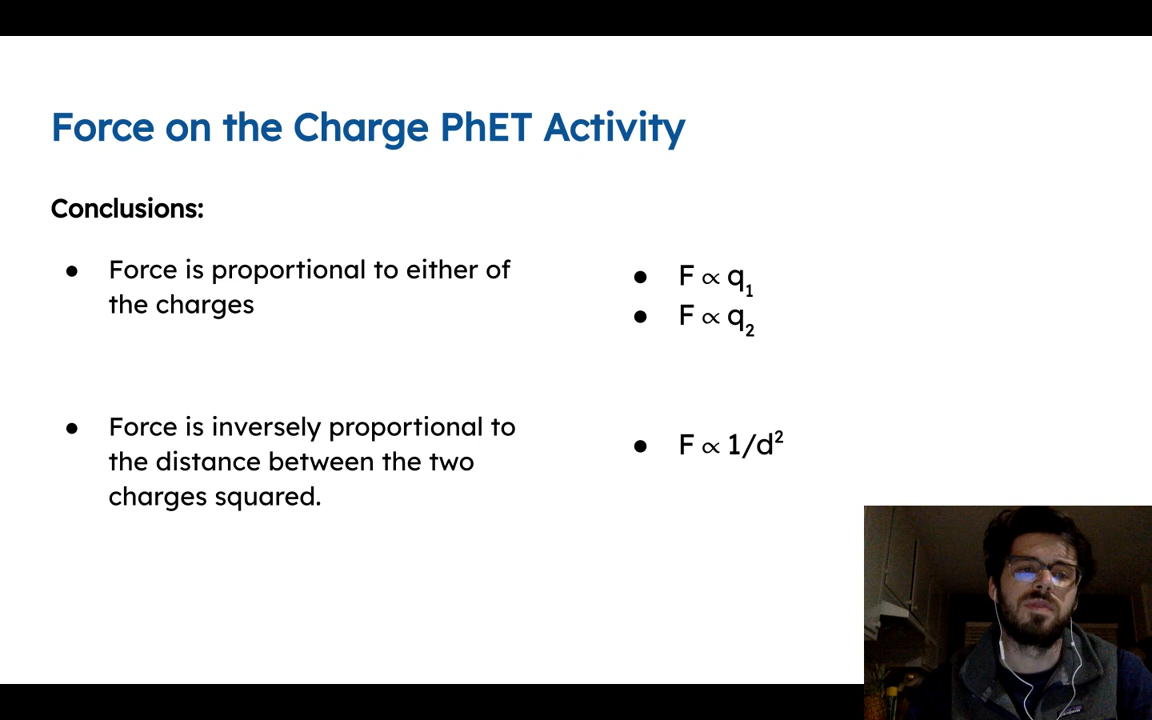 Force on the Charge PhET Activity
Conclusions:
● Force is proportional to either of
the charges
● F ∝ q₁
● F ∝ q₂
● Force is inversely proportional to
the distance between the two
charges squared.
● F ∝ 1/d²